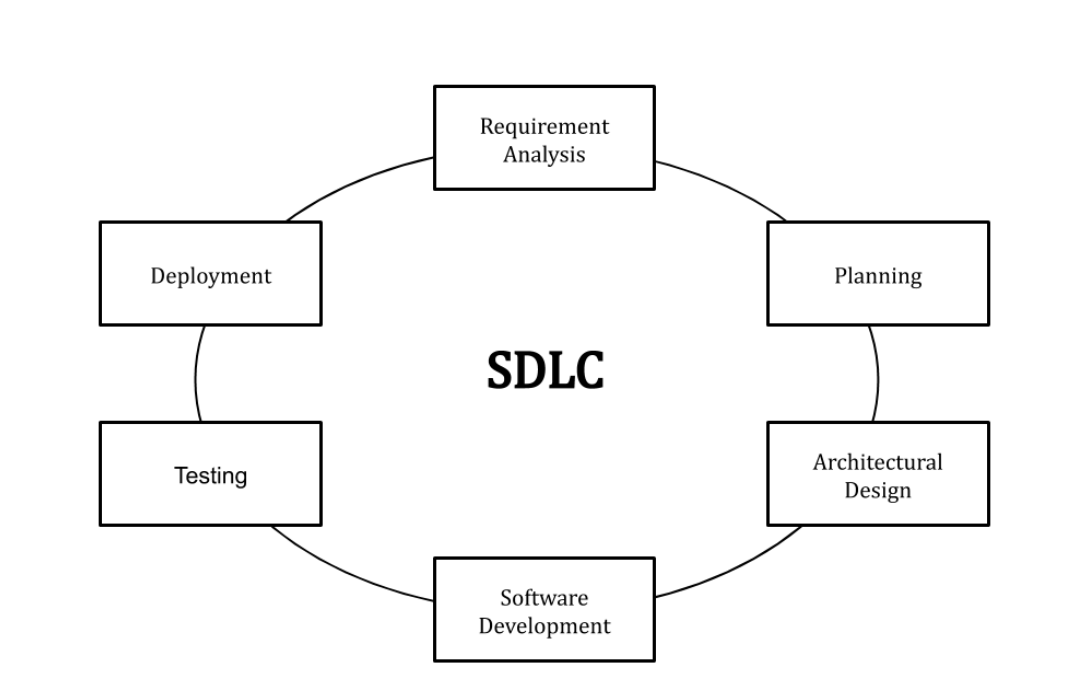 Requirement
Analysis
Deployment
Planning
SDLC
Testing
Architectural
Design
Software
Development